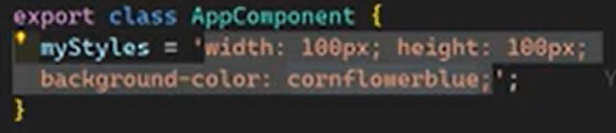 export class AppComponent {
myStyles = 'width: 100px; height: 100px;
background-color: cornflowerblue;';
}